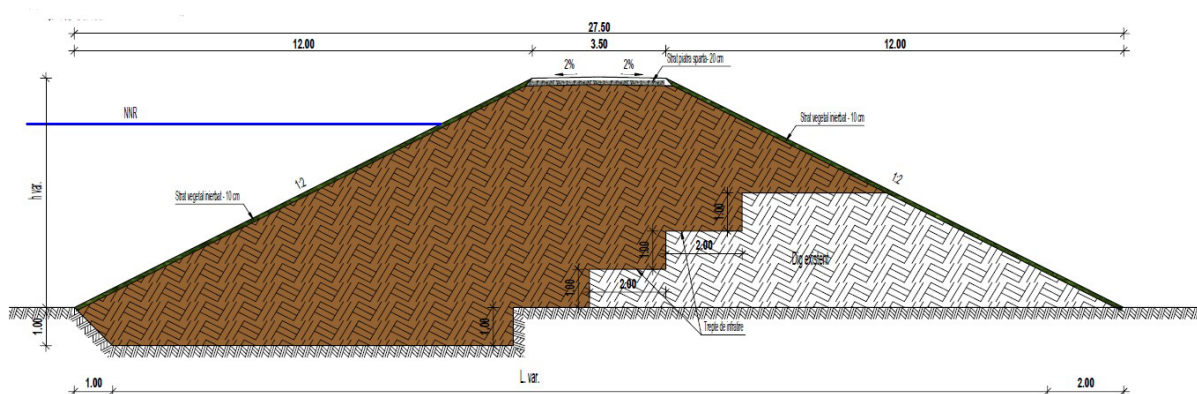 27.50
12.00
3.50
12.00
2%
2%
Strat piatra sparta- 20 cm
NNR
Strat vegetal inierbat - 10 cm
h var.
1:2
1:2
Strat vegetal inierbat - 10 cm
1.00
1.00
2.00
Dig existent
1.00
2.00
1.00
1.00
Trepte de infratire
1.00
L. var.
2.00